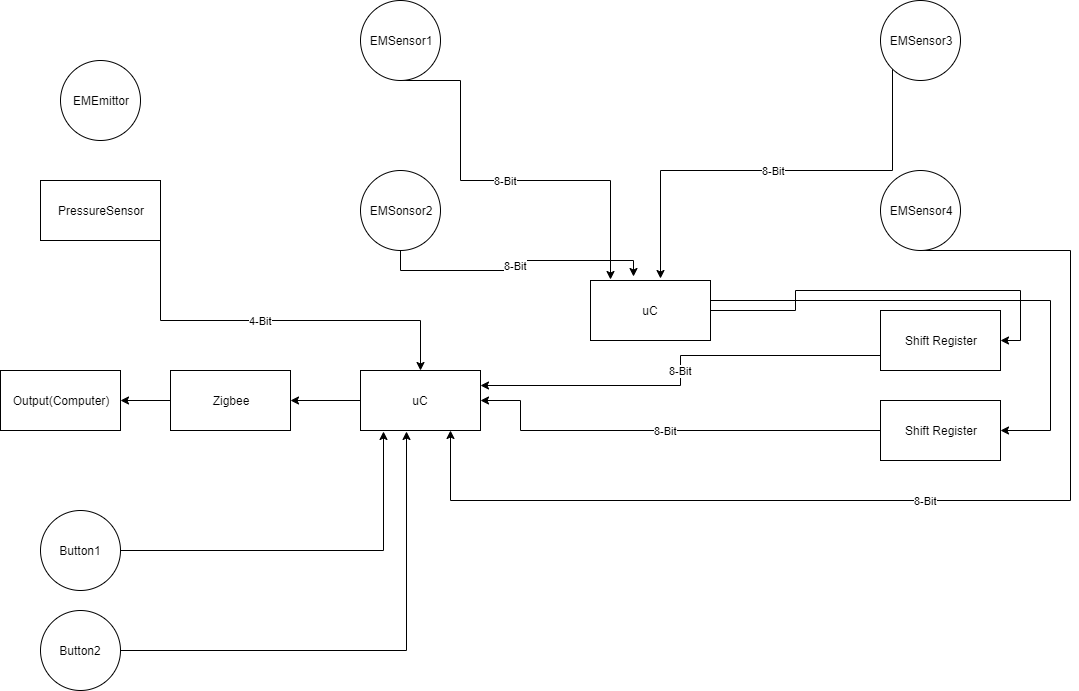 EMSensor1
EMSensor3
EMEmittor
8-Bit
8-Bit
PressureSensor
EMSonsor2
EMSensor4
8-Bit
uC
4-Bit
Shift Register
8-Bit
Output(Computer)
Zigbee
uC
8-Bit
Shift Register
8-Bit
Button1
Button2